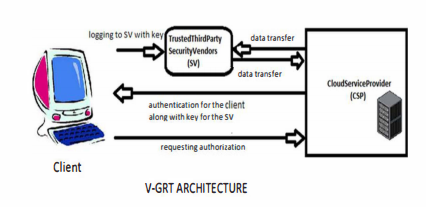 logging to SV with key
TrustedThirdParty
SecurityVendors
(SV)
data transfer
data transfer
CloudServiceProvider
(CSP)
authentication for the client
along with key for the SV
requesting authorization
Client
V-GRT ARCHITECTURE